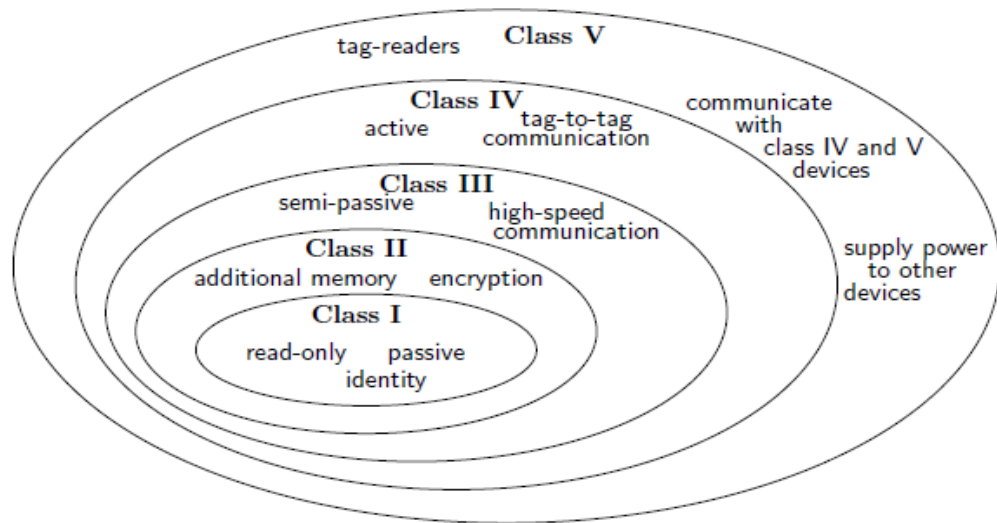 Class V
tag-readers
Class IV
active
tag-to-tag
communication
communicate
with
class IV and V
devices
Class III
semi-passive
high-speed
communication
supply power
to other
devices
Class II
additional memory
encryption
Class I
read-only
passive
identity